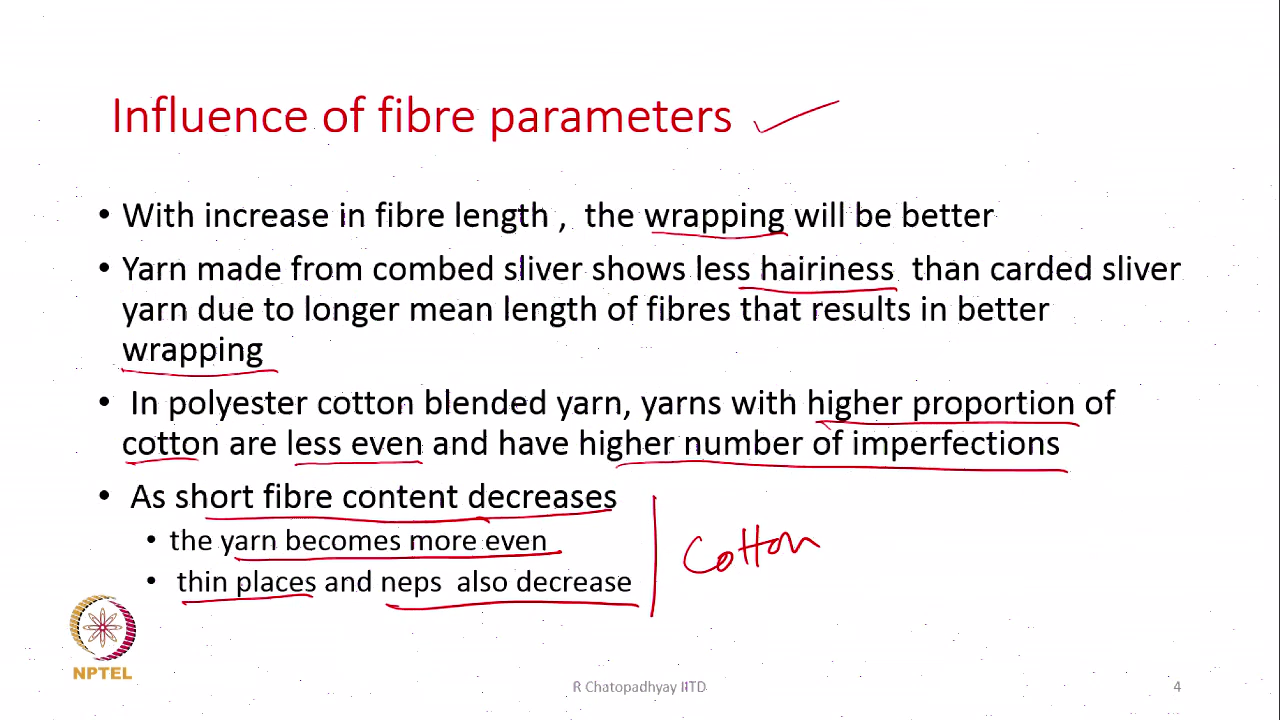 Influence of fibre parameters
• With increase in fibre length , the wrapping will be better
• Yarn made from combed sliver shows less hairiness than carded sliver
yarn due to longer mean length of fibres that results in better
wrapping
• In polyester cotton blended yarn, yarns with higher proportion of
cotton are less even and have higher number of imperfections
• As short fibre content decreases
• the yarn becomes more even
• thin places and neps also decrease
Cotton
NPTEL
R Chatopadhyay IITD
4